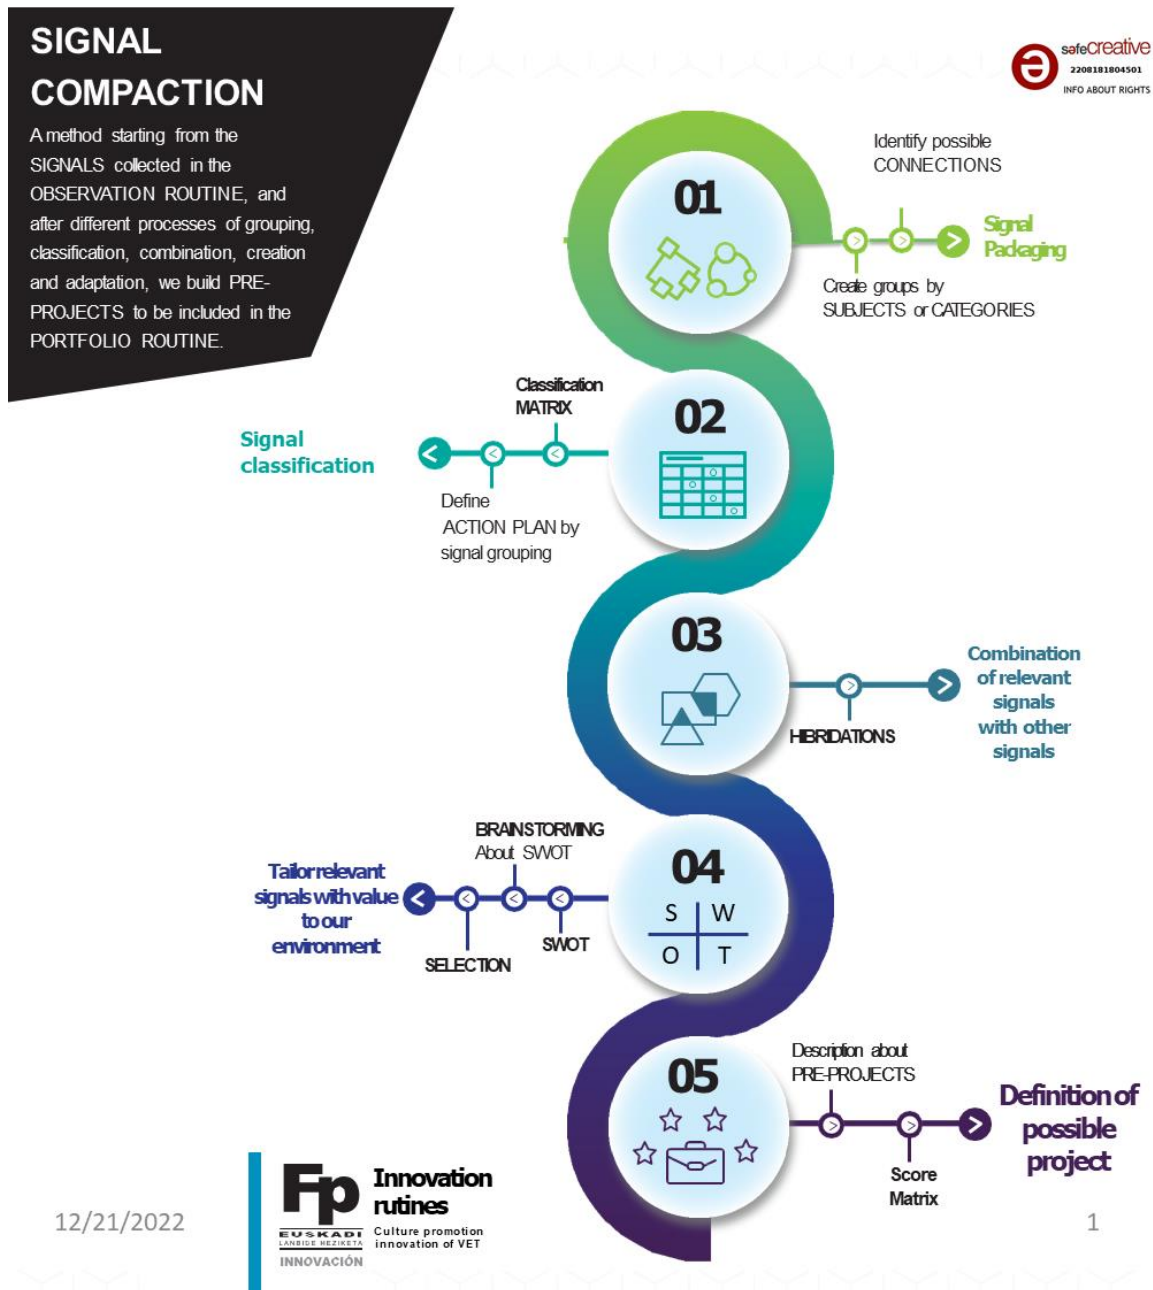 SIGNAL
COMPACTION
A method starting from the
SIGNALS collected in the
OBSERVATION ROUTINE, and
after different processes of grouping,
classification, combination, creation
and adaptation, we build PRE-
PROJECTS to be included in the
PORTFOLIO ROUTINE.
safeCreative
2208181804501
INFO ABOUT RIGHTS
01
Identify possible
CONNECTIONS
Signal
Packaging
Create groups by
SUBJECTS or CATEGORIES
02
Classification
MATRIX
Signal
classification
Define
ACTION PLAN by
signal grouping
03
HIBRIDATIONS
Combination
of relevant
signals
with other
signals
04
S W
O T
BRAINSTORMING
About SWOT
Tailor relevant
signals with value
to our
environment
SWOT
SELECTION
05
Description about
PRE-PROJECTS
Definition of
possible
project
Score
Matrix
12/21/2022
Fp
EUSKADI
LANBIDE HEZIKETA
INNOVACIÓN
Innovation
rutines
Culture promotion
innovation of VET
1